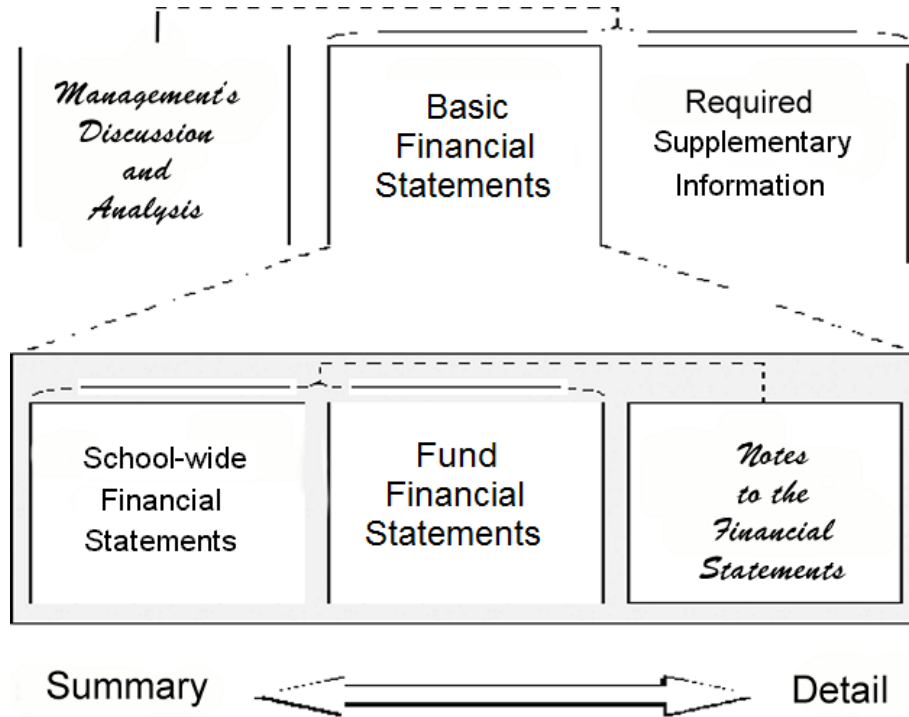 Management's
Discussion
and
Analysis
Basic
Financial
Statements
Required
Supplementary
Information
School-wide
Financial
Statements
Fund
Financial
Statements
Notes
to the
Financial
Statements
Summary
Detail